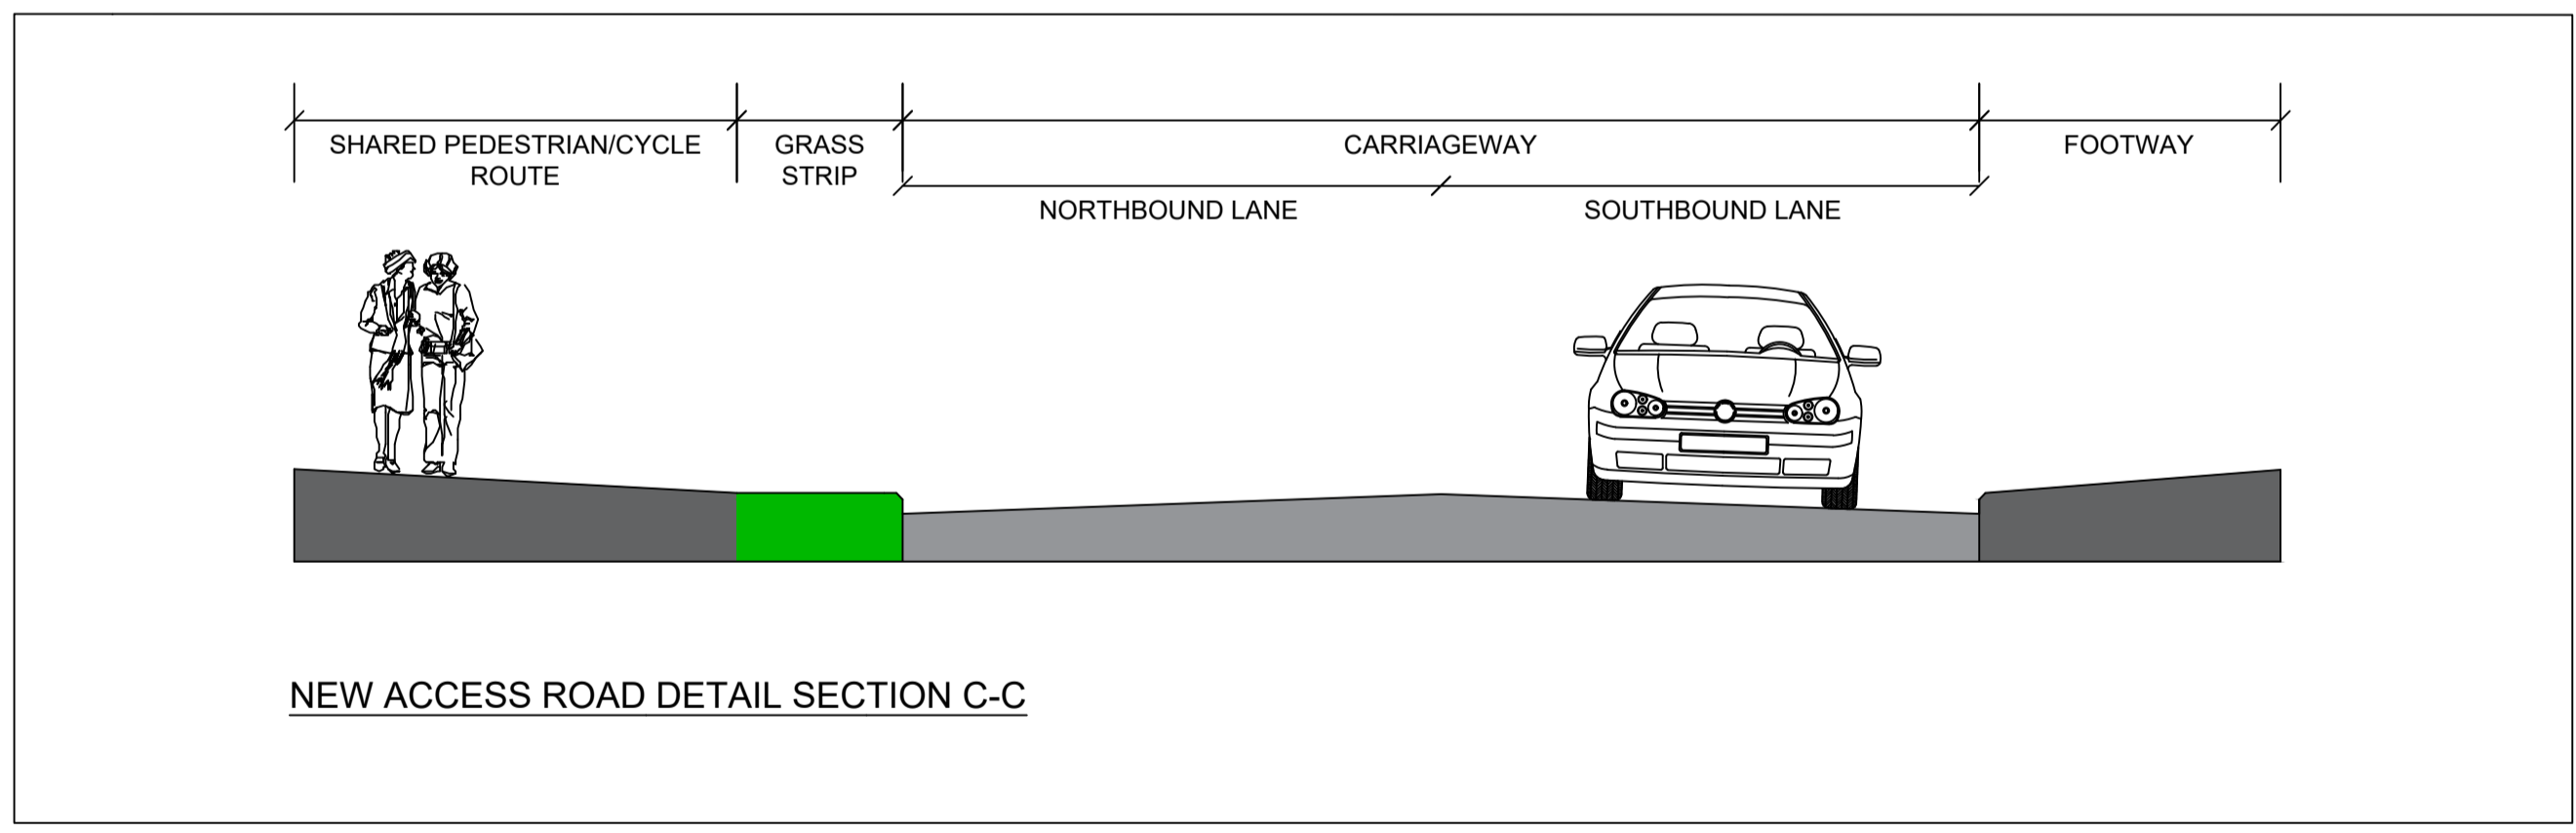 SHARED PEDESTRIAN/CYCLE
ROUTE
GRASS
STRIP
CARRIAGEWAY
FOOTWAY
NORTHBOUND LANE
SOUTHBOUND LANE
NEW ACCESS ROAD DETAIL SECTION C-C